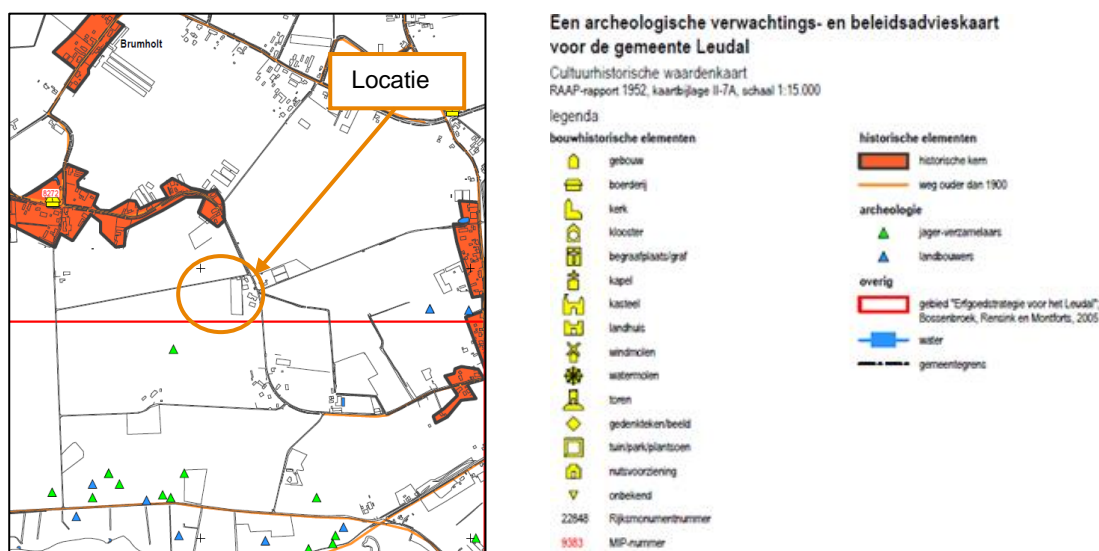 Brumholt
Locatie
8272
Een archeologische verwachtings- en beleidsadvieskaart
voor de gemeente Leudal
Cultuurhistorische waardenkaart
RAAP-rapport 1952, kaartbijlage II-7A, schaal 1:15.000
legenda
bouwhistorische elementen
gebouw
boerderij
kerk
klooster
begraafplaats/graf
kapel
kasteel
landhuis
windmolen
watermolen
toren
gedenkteken/beeld
tuin/park/plantsoen
nutsvoorziening
onbekend
22848 Rijksmonumentnummer
9383 MIP-nummer
historische elementen
historische kern
weg ouder dan 1900
archeologie
jager-verzamelaars
landbouwers
overig
gebied "Erfgoedstrategie voor het Leudal";
Bossenbroek, Rensink en Montforts, 2005
water
gemeentegrens